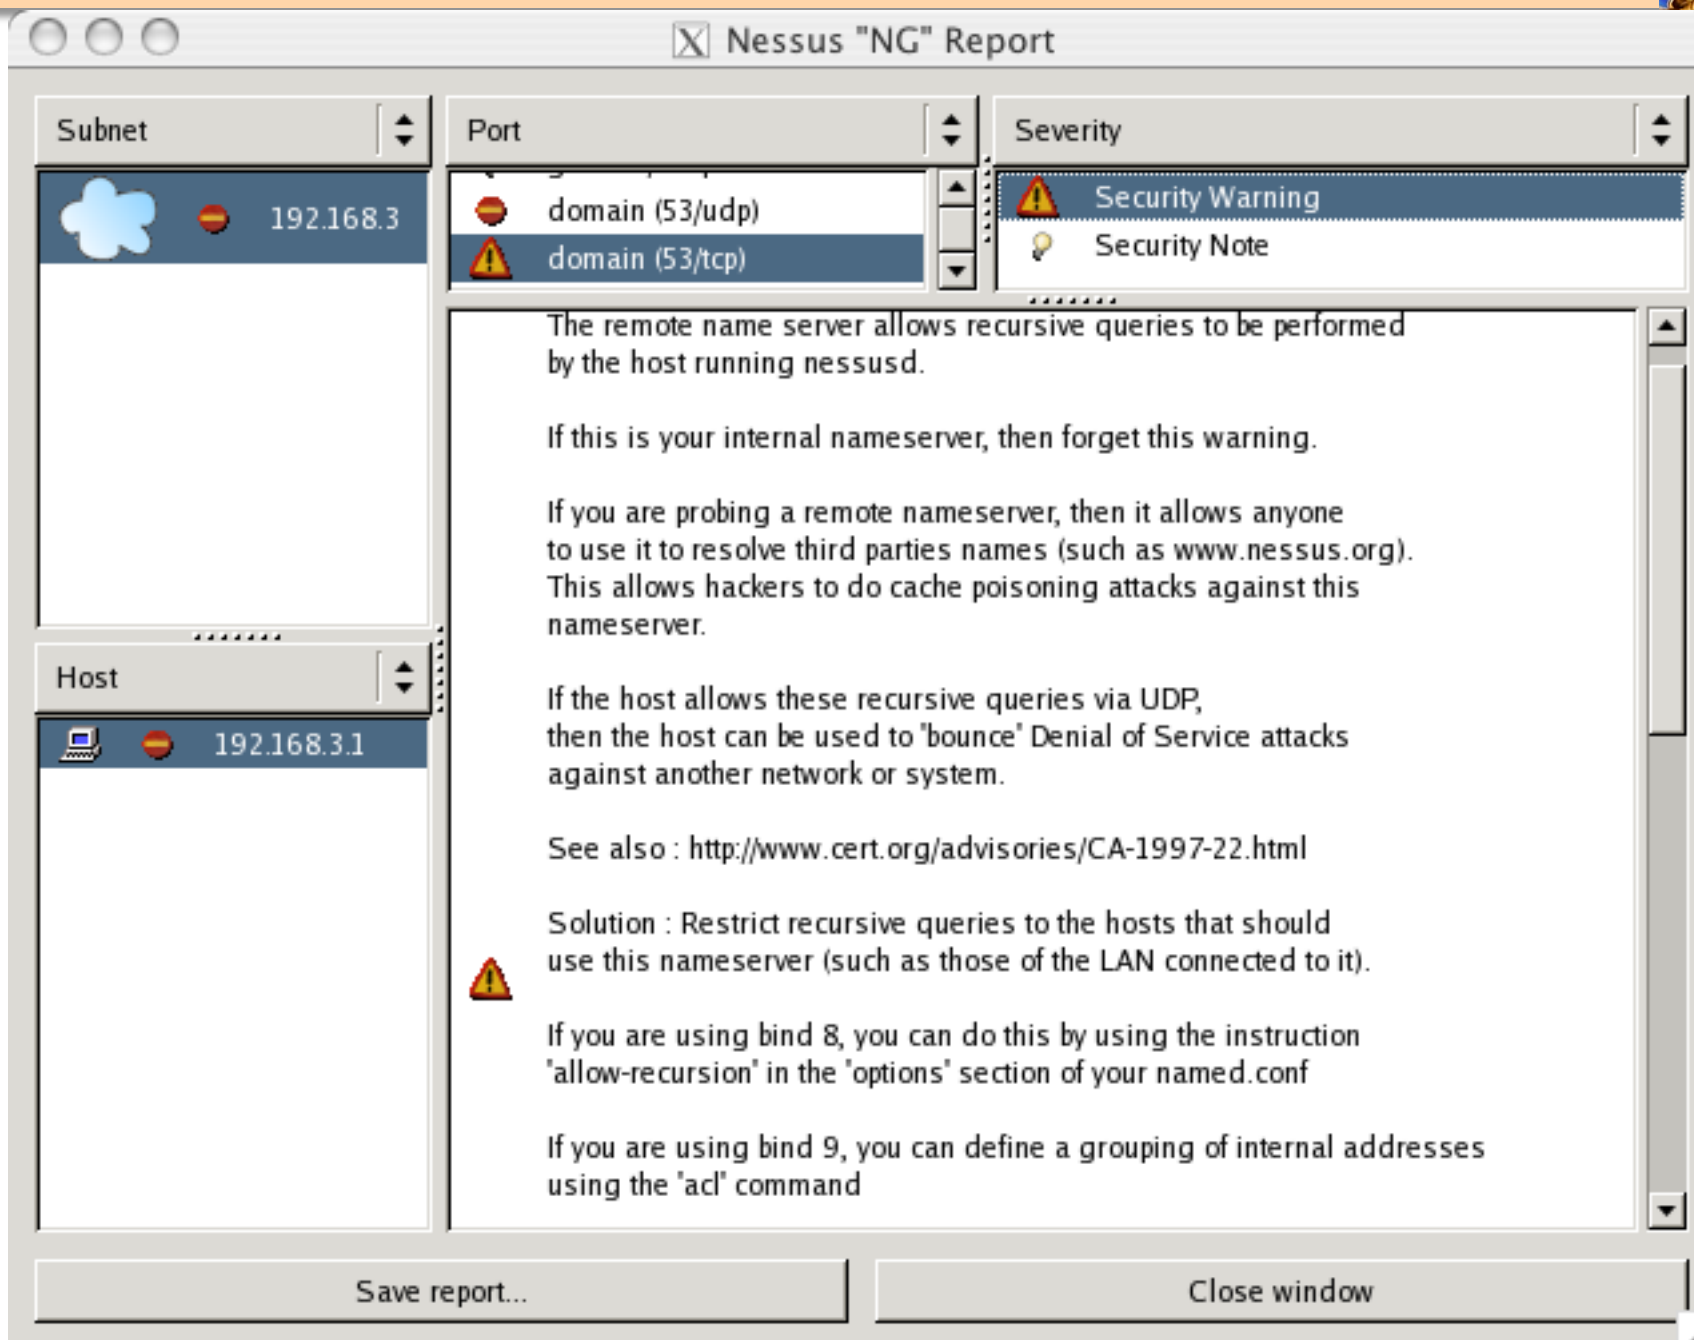 Nessus "NG" Report
Subnet
192.168.3
Host
192.168.3.1
Port
domain (53/udp)
domain (53/tcp)
Severity
Security Warning
Security Note
The remote name server allows recursive queries to be performed
by the host running nessusd.
If this is your internal nameserver, then forget this warning.
If you are probing a remote nameserver, then it allows anyone
to use it to resolve third parties names (such as www.nessus.org).
This allows hackers to do cache poisoning attacks against this
nameserver.
If the host allows these recursive queries via UDP,
then the host can be used to 'bounce' Denial of Service attacks
against another network or system.
See also : http://www.cert.org/advisories/CA-1997-22.html
Solution : Restrict recursive queries to the hosts that should
use this nameserver (such as those of the LAN connected to it).
If you are using bind 8, you can do this by using the instruction
'allow-recursion' in the 'options' section of your named.conf
If you are using bind 9, you can define a grouping of internal addresses
using the 'acl' command
Save report...
Close window